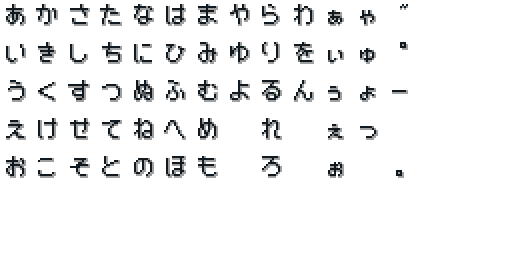 あかさたなはまやらわぁゃ゛
いきしちにひみゆりをぃゅ゜
うくすつぬふむよるんぅょー
えけせてねへめ れ ぇっ
おこそとのほも ろ ぉ 。